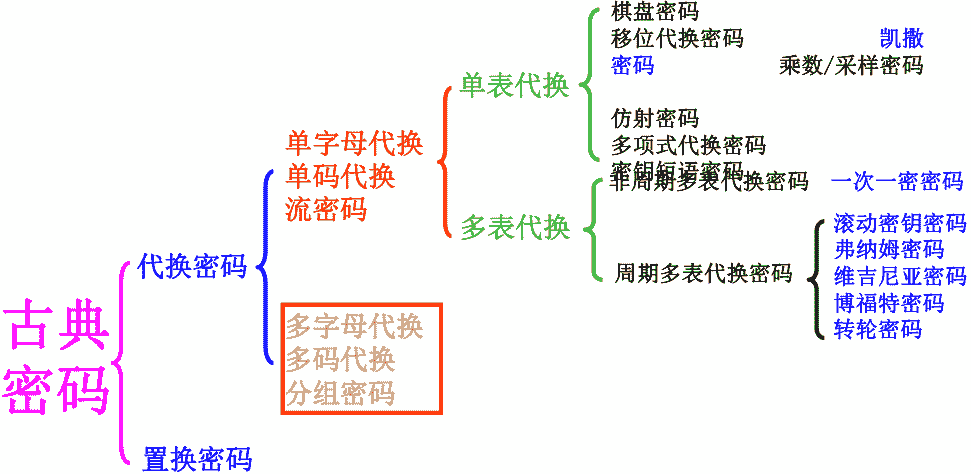 棋盘密码
移位代换密码 凯撒
密码 乘数/采样密码
单表代换
仿射密码
多项式代换密码
密钥短语密码
单字母代换
单码代换
流密码
非周期多表代换密码 一次一密密码
多表代换
滚动密钥密码
弗纳姆密码
周期多表代换密码
维吉尼亚密码
博福特密码
转轮密码
代换密码
古典
密码
多字母代换
多码代换
分组密码
置换密码